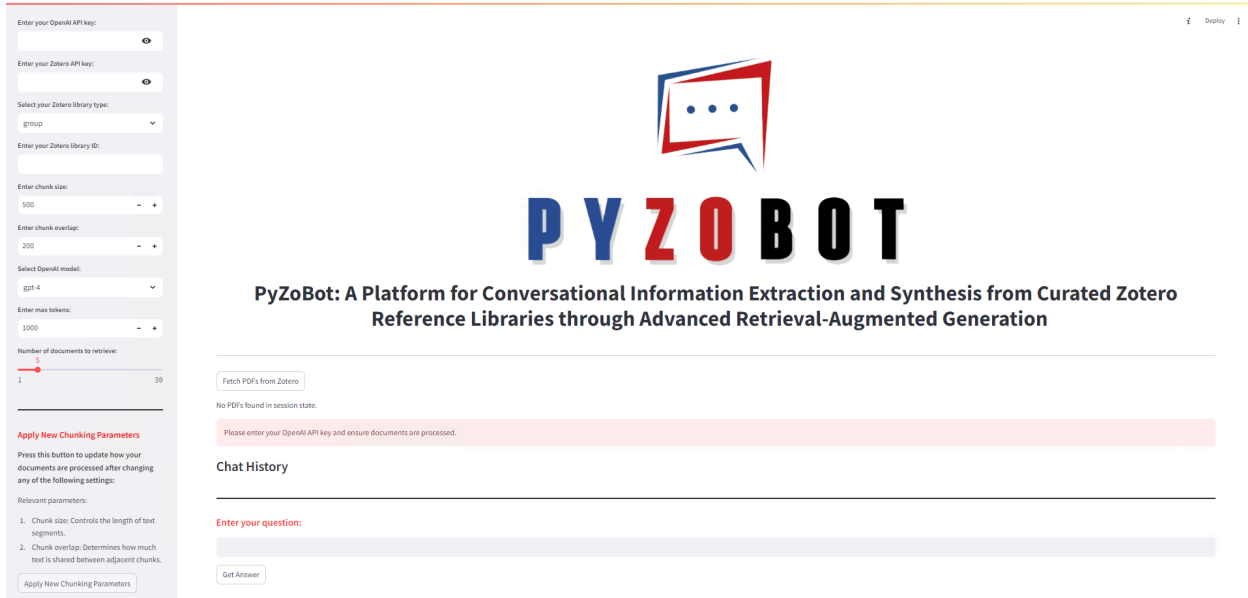 Enter your OpenAI API key:
Enter your Zotero API key:
Select your Zotero library type:
group
Enter your Zotero library ID:
Enter chunk size:
500
- +
Enter chunk overlap:
200
- +
Select OpenAI model:
gpt-4
Enter max tokens:
1000
- +
Number of documents to retrieve:
5
1
30
Apply New Chunking Parameters
Press this button to update how your
documents are processed after changing
any of the following settings:
Relevant parameters:
1. Chunk size: Controls the length of text
segments.
2. Chunk overlap: Determines how much
text is shared between adjacent chunks.
Apply New Chunking Parameters
Deploy
PYZOBOT
PyZoBot: A Platform for Conversational Information Extraction and Synthesis from Curated Zotero
Reference Libraries through Advanced Retrieval-Augmented Generation
Fetch PDFs from Zotero
No PDFs found in session state.
Please enter your OpenAI API key and ensure documents are processed.
Chat History
Enter your question:
Get Answer